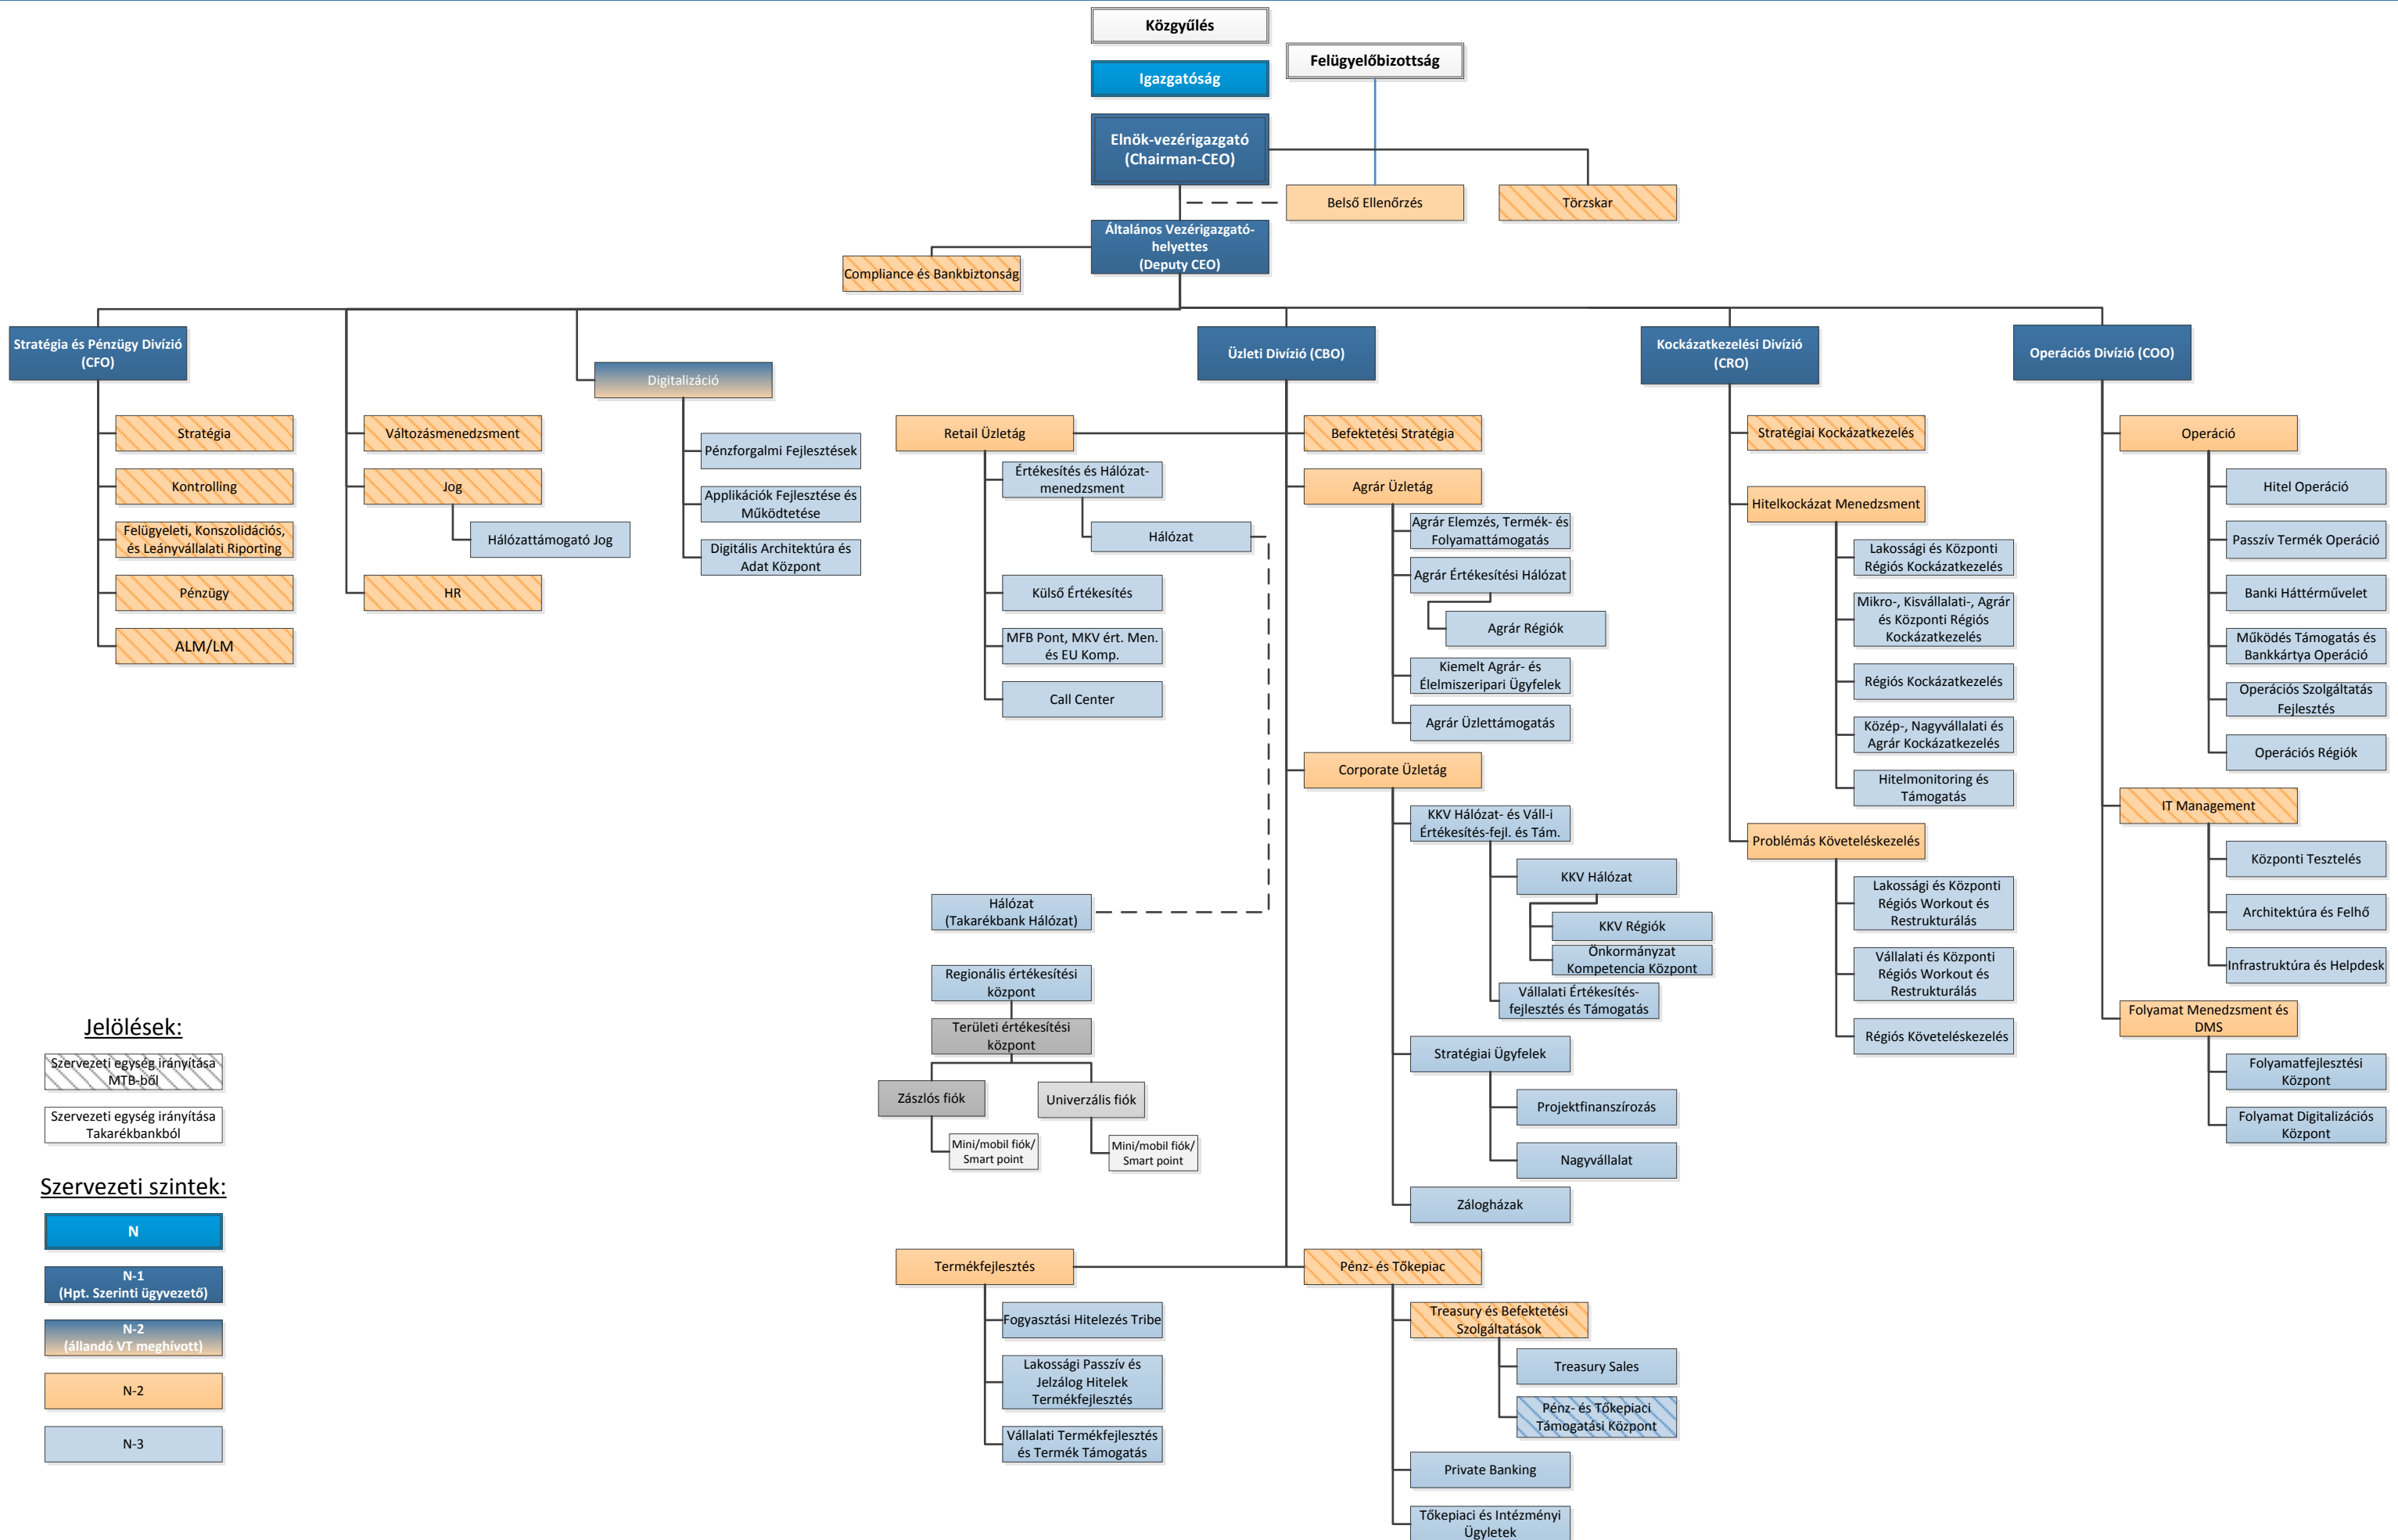 Közgyűlés
Felügyelőbizottság
Igazgatóság
Elnök-vezérigazgató
(Chairman-CEO)
Belső Ellenőrzés
Törzskar
Általános Vezérigazgató-
helyettes
(Deputy CEO)
Compliance és Bankbiztonság
Stratégia és Pénzügy Divízió
(CFO)
Stratégia
Kontrolling
Felügyeleti, Konszolidációs,
és Leányvállalati Riporting
Pénzügy
ALM/LM
Változásmenedzsment
Jog
Hálózattámogató Jog
HR
Digitalizáció
Pénzforgalmi Fejlesztések
Applikációk Fejlesztése és
Működtetése
Digitális Architektúra és
Adat Központ
Üzleti Divízió (CBO)
Retail Üzletág
Értékesítés és Hálózat-
menedzsment
Hálózat
Külső Értékesítés
MFB Pont, MKV ért. Men.
és EU Komp.
Call Center
Hálózat
(Takarékbank Hálózat)
Regionális értékesítési
központ
Területi értékesítési
központ
Zászlós fiók
Univerzális fiók
Mini/mobil fiók/
Smart point
Mini/mobil fiók/
Smart point
Termékfejlesztés
Fogyasztási Hitelezés Tribe
Lakossági Passzív és
Jelzálog Hitelek
Termékfejlesztés
Vállalati Termékfejlesztés
és Termék Támogatás
Befektetési Stratégia
Agrár Üzletág
Agrár Elemzés, Termék- és
Folyamattámogatás
Agrár Értékesítési Hálózat
Agrár Régiók
Kiemelt Agrár- és
Élelmiszeripari Ügyfelek
Agrár Üzlettámogatás
Corporate Üzletág
KKV Hálózat- és Váll-i
Értékesítés-fejl. és Tám.
KKV Hálózat
KKV Régiók
Önkormányzat
Kompetencia Központ
Vállalati Értékesítés-
fejlesztés és Támogatás
Stratégiai Ügyfelek
Projektfinanszírozás
Nagyvállalat
Zálogházak
Pénz- és Tőkepiac
Treasury és Befektetési
Szolgáltatások
Treasury Sales
Pénz- és Tőkepiaci
Támogatási Központ
Private Banking
Tőkepiaci és Intézményi
Ügyletek
Kockázatkezelési Divízió
(CRO)
Stratégiai Kockázatkezelés
Hitelkockázat Menedzsment
Lakossági és Központi
Régiós Kockázatkezelés
Mikro-, Kisvállalati-, Agrár
és Központi Régiós
Kockázatkezelés
Régiós Kockázatkezelés
Közép-, Nagyvállalati és
Agrár Kockázatkezelés
Hitelmonitoring és
Támogatás
Problémás Követeléskezelés
Lakossági és Központi
Régiós Workout és
Restrukturálás
Vállalati és Központi
Régiós Workout és
Restrukturálás
Régiós Követeléskezelés
Operációs Divízió (COO)
Operáció
Hitel Operáció
Passzív Termék Operáció
Banki Háttérművelet
Működés Támogatás és
Bankkártya Operáció
Operációs Szolgáltatás
Fejlesztés
Operációs Régiók
IT Management
Központi Tesztelés
Architektúra és Felhő
Infrastruktúra és Helpdesk
Folyamat Menedzsment és
DMS
Folyamatfejlesztési
Központ
Folyamat Digitalizációs
Központ
Jelölések:
Szervezeti egység irányítása
MTB-ből
Szervezeti egység irányítása
Takarékbankból
Szervezeti szintek:
N
N-1
(Hpt. Szerinti ügyvezető)
N-2
(állandó VT meghívott)
N-2
N-3